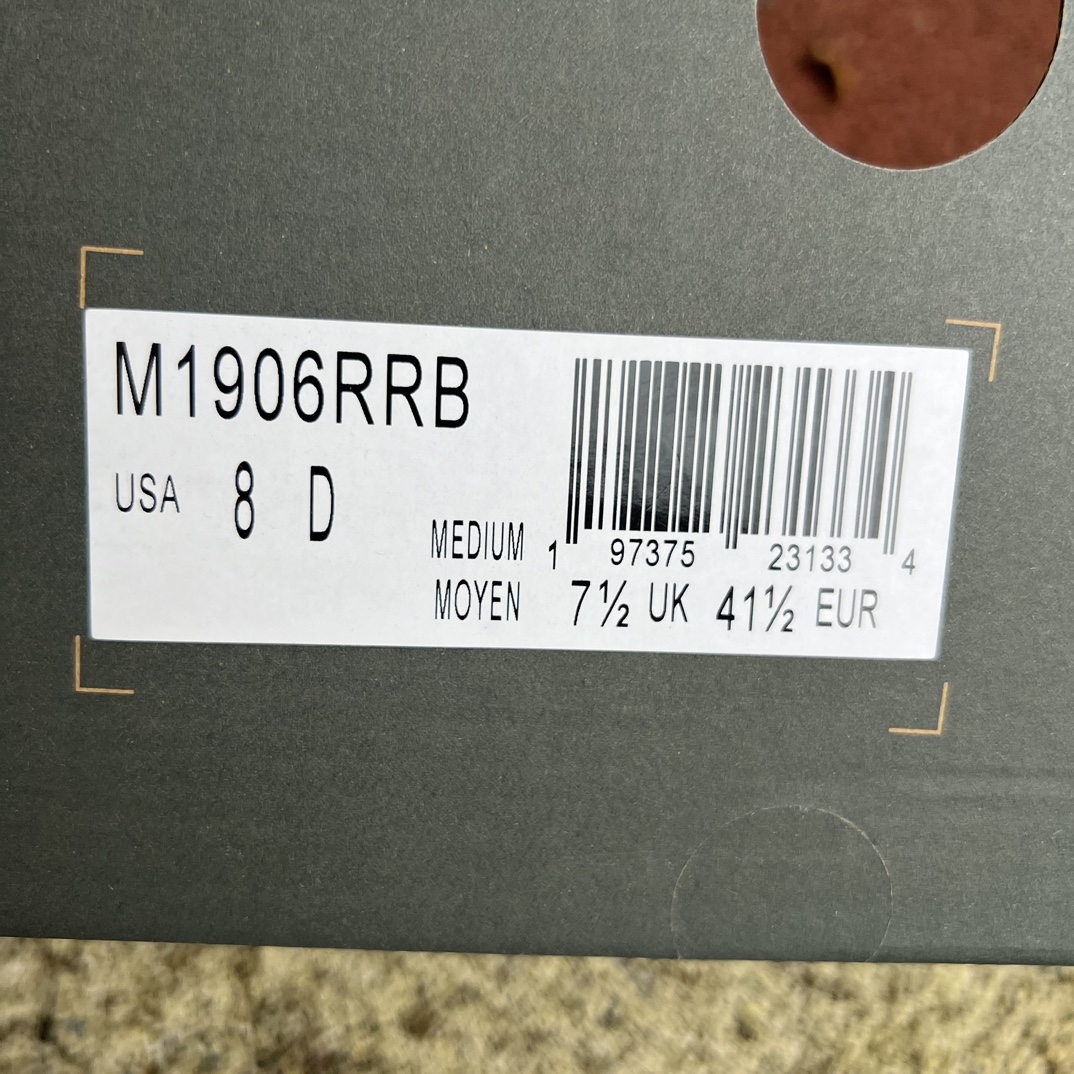 M1906RRB
USA 8 D
MEDIUM 1 97375 23133 4
MOYEN 7½ UK 41½ EUR